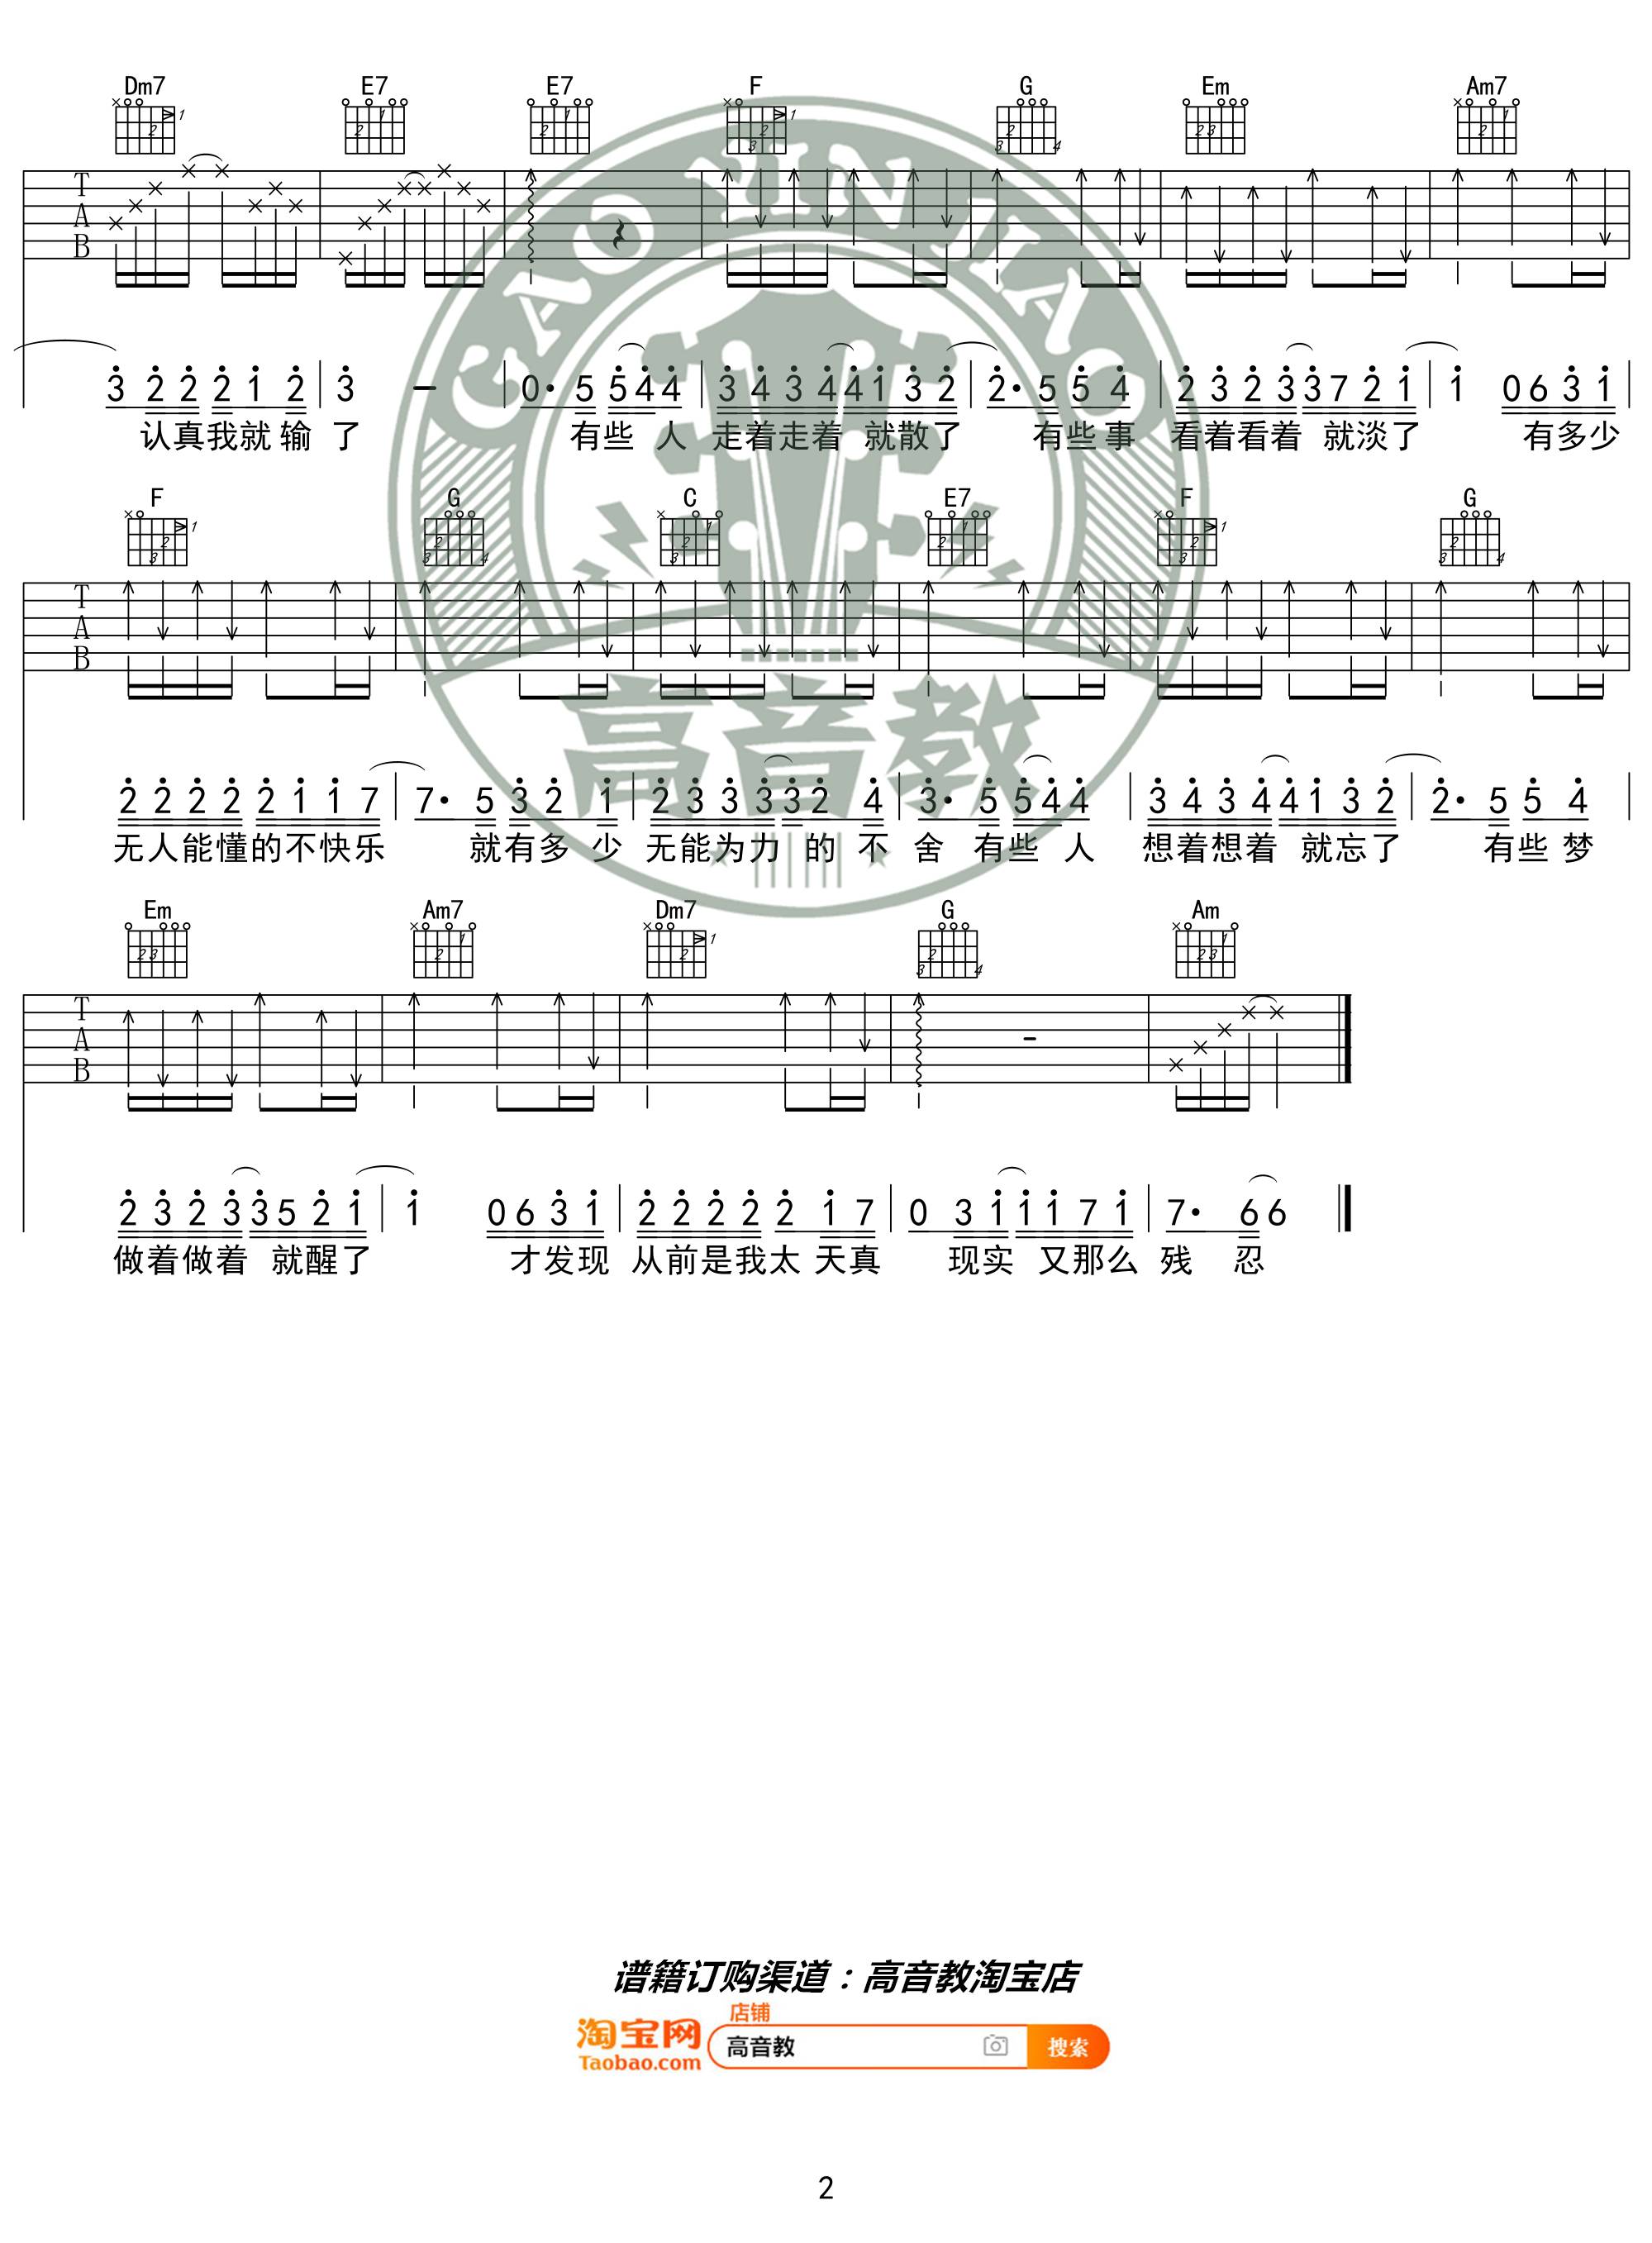 Dm7 E7 E7 F G Em Am7
T
A
B
3 2 2 2 1 2 3 - 0· 5 5 4 4 3 4 3 4 4 1 3 2 2· 5 5 4 2 3 2 3 3 7 2 1 1 0 6 3 1
认真我就输了 有些人 走着走着 就散了 有些事 看着看着 就淡了 有多少
F G C E7 F G
T
A
B
2 2 2 2 2 1 1 7 7· 5 3 2 1 2 3 3 3 3 2 4 3· 5 5 4 4 3 4 3 4 4 1 3 2 2· 5 5 4
无人能懂的不快乐 就有多少 无能为力的不舍 有些人 想着想着 就忘了 有些梦
Em Am7 Dm7 G Am
T
A
B
2 3 2 3 3 5 2 1 1 0 6 3 1 2 2 2 2 2 1 7 0 3 1 1 1 7 1 7· 6 6
做着做着 就醒了 才发现 从前是我太天真 现实 又那么残忍
GAO YIN JIAO
高音教
谱籍订购渠道：高音教淘宝店
店铺
淘宝网
Taobao.com
高音教
搜索
2